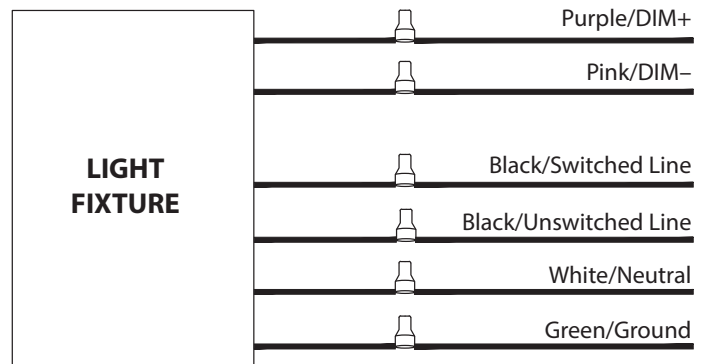 Purple/DIM+
Pink/DIM–
LIGHT
FIXTURE
Black/Switched Line
Black/Unswitched Line
White/Neutral
Green/Ground